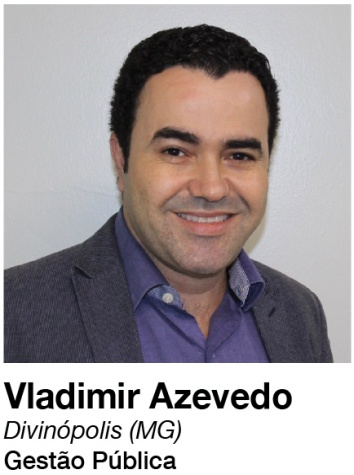 Vladimir Azevedo
Divinópolis (MG)
Gestão Pública